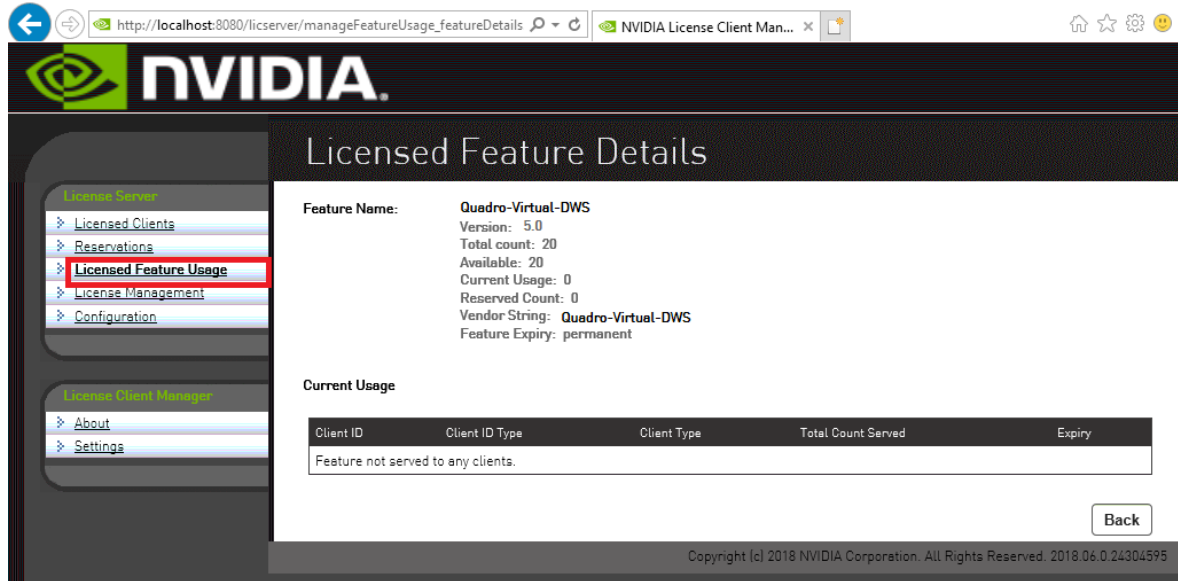 http://localhost:8080/licserver/manageFeatureUsage_featureDetails
NVIDIA License Client Man...
NVIDIA.
Licensed Feature Details
License Server
Licensed Clients
Reservations
Licensed Feature Usage
License Management
Configuration
License Client Manager
About
Settings
Feature Name: Quadro-Virtual-DWS
Version: 5.0
Total count: 20
Available: 20
Current Usage: 0
Reserved Count: 0
Vendor String: Quadro-Virtual-DWS
Feature Expiry: permanent
Current Usage
Client ID Client ID Type Client Type Total Count Served Expiry
Feature not served to any clients.
Back
Copyright (c) 2018 NVIDIA Corporation. All Rights Reserved. 2018.06.0.24304595